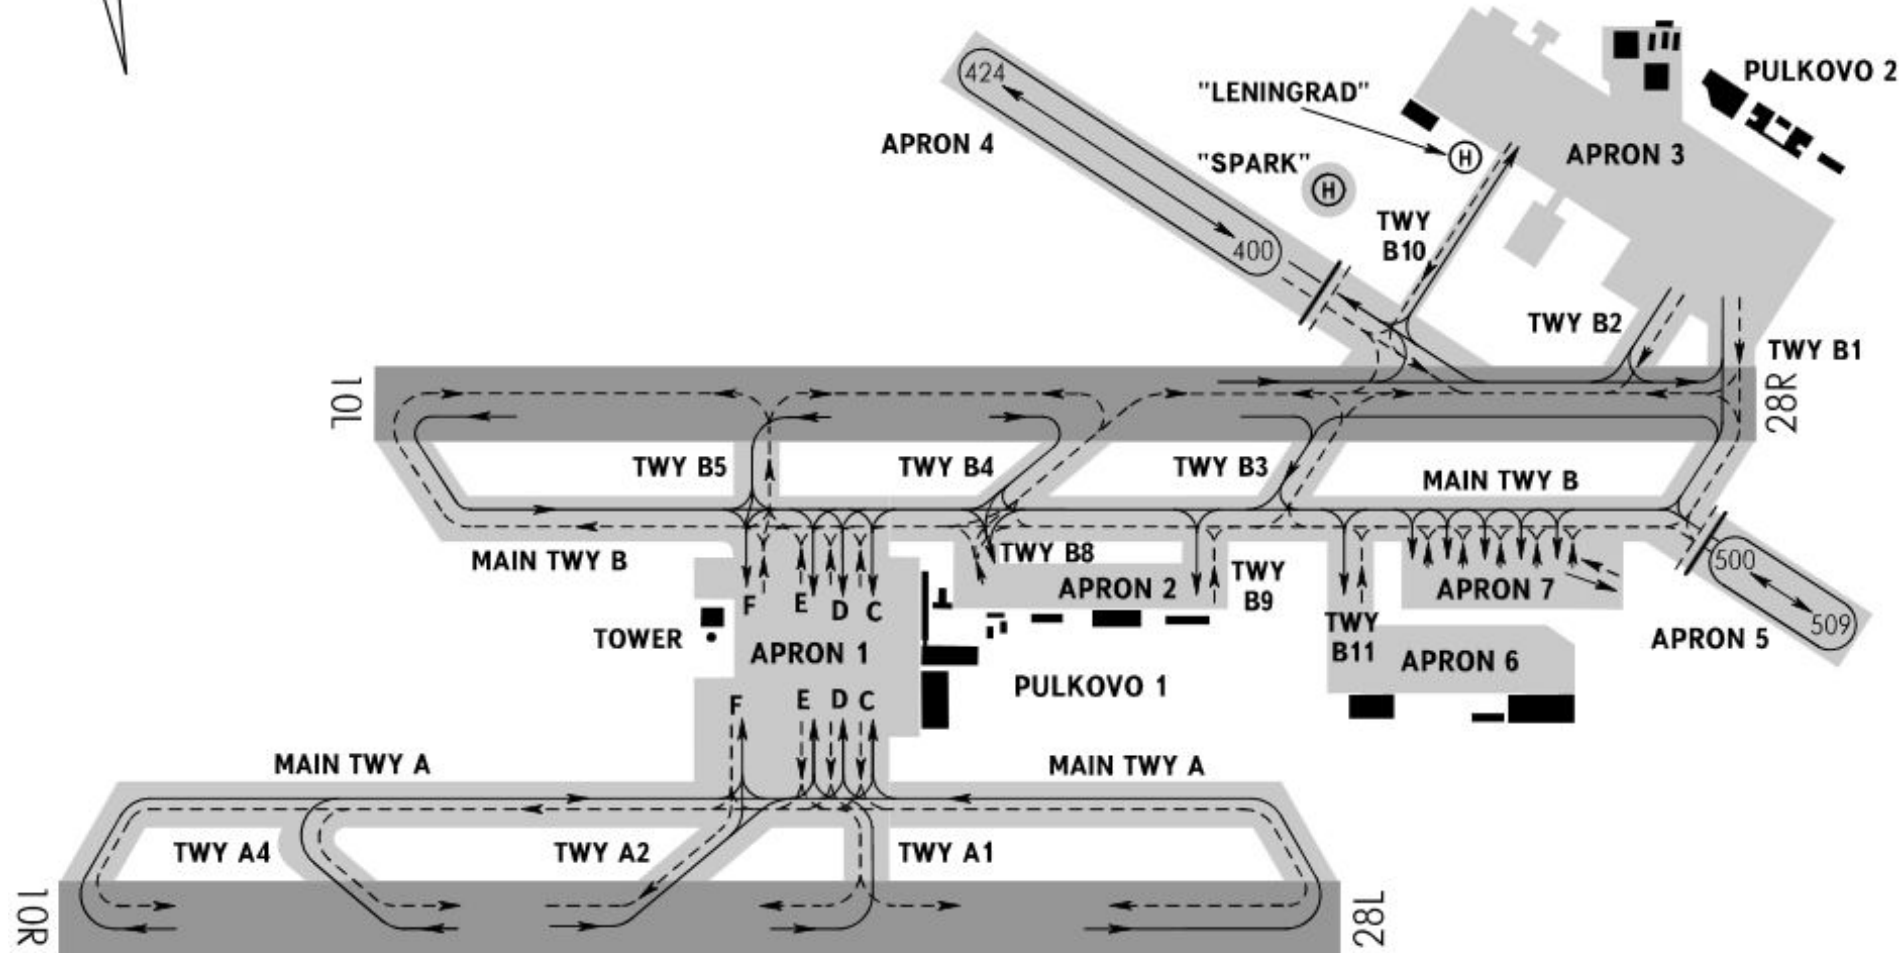 424
"LENINGRAD"
PULKOVO 2
APRON 4
"SPARK"
H
H
APRON 3
400
TWY
B10
TWY B2
TWY B1
10L
28R
TWY B5
TWY B4
TWY B3
MAIN TWY B
MAIN TWY B
TWY B8
500
APRON 2
TWY
B9
APRON 7
F
E
D
C
509
TOWER
APRON 1
TWY
B11
APRON 6
APRON 5
PULKOVO 1
F
E
D
C
MAIN TWY A
MAIN TWY A
TWY A4
TWY A2
TWY A1
10R
28L